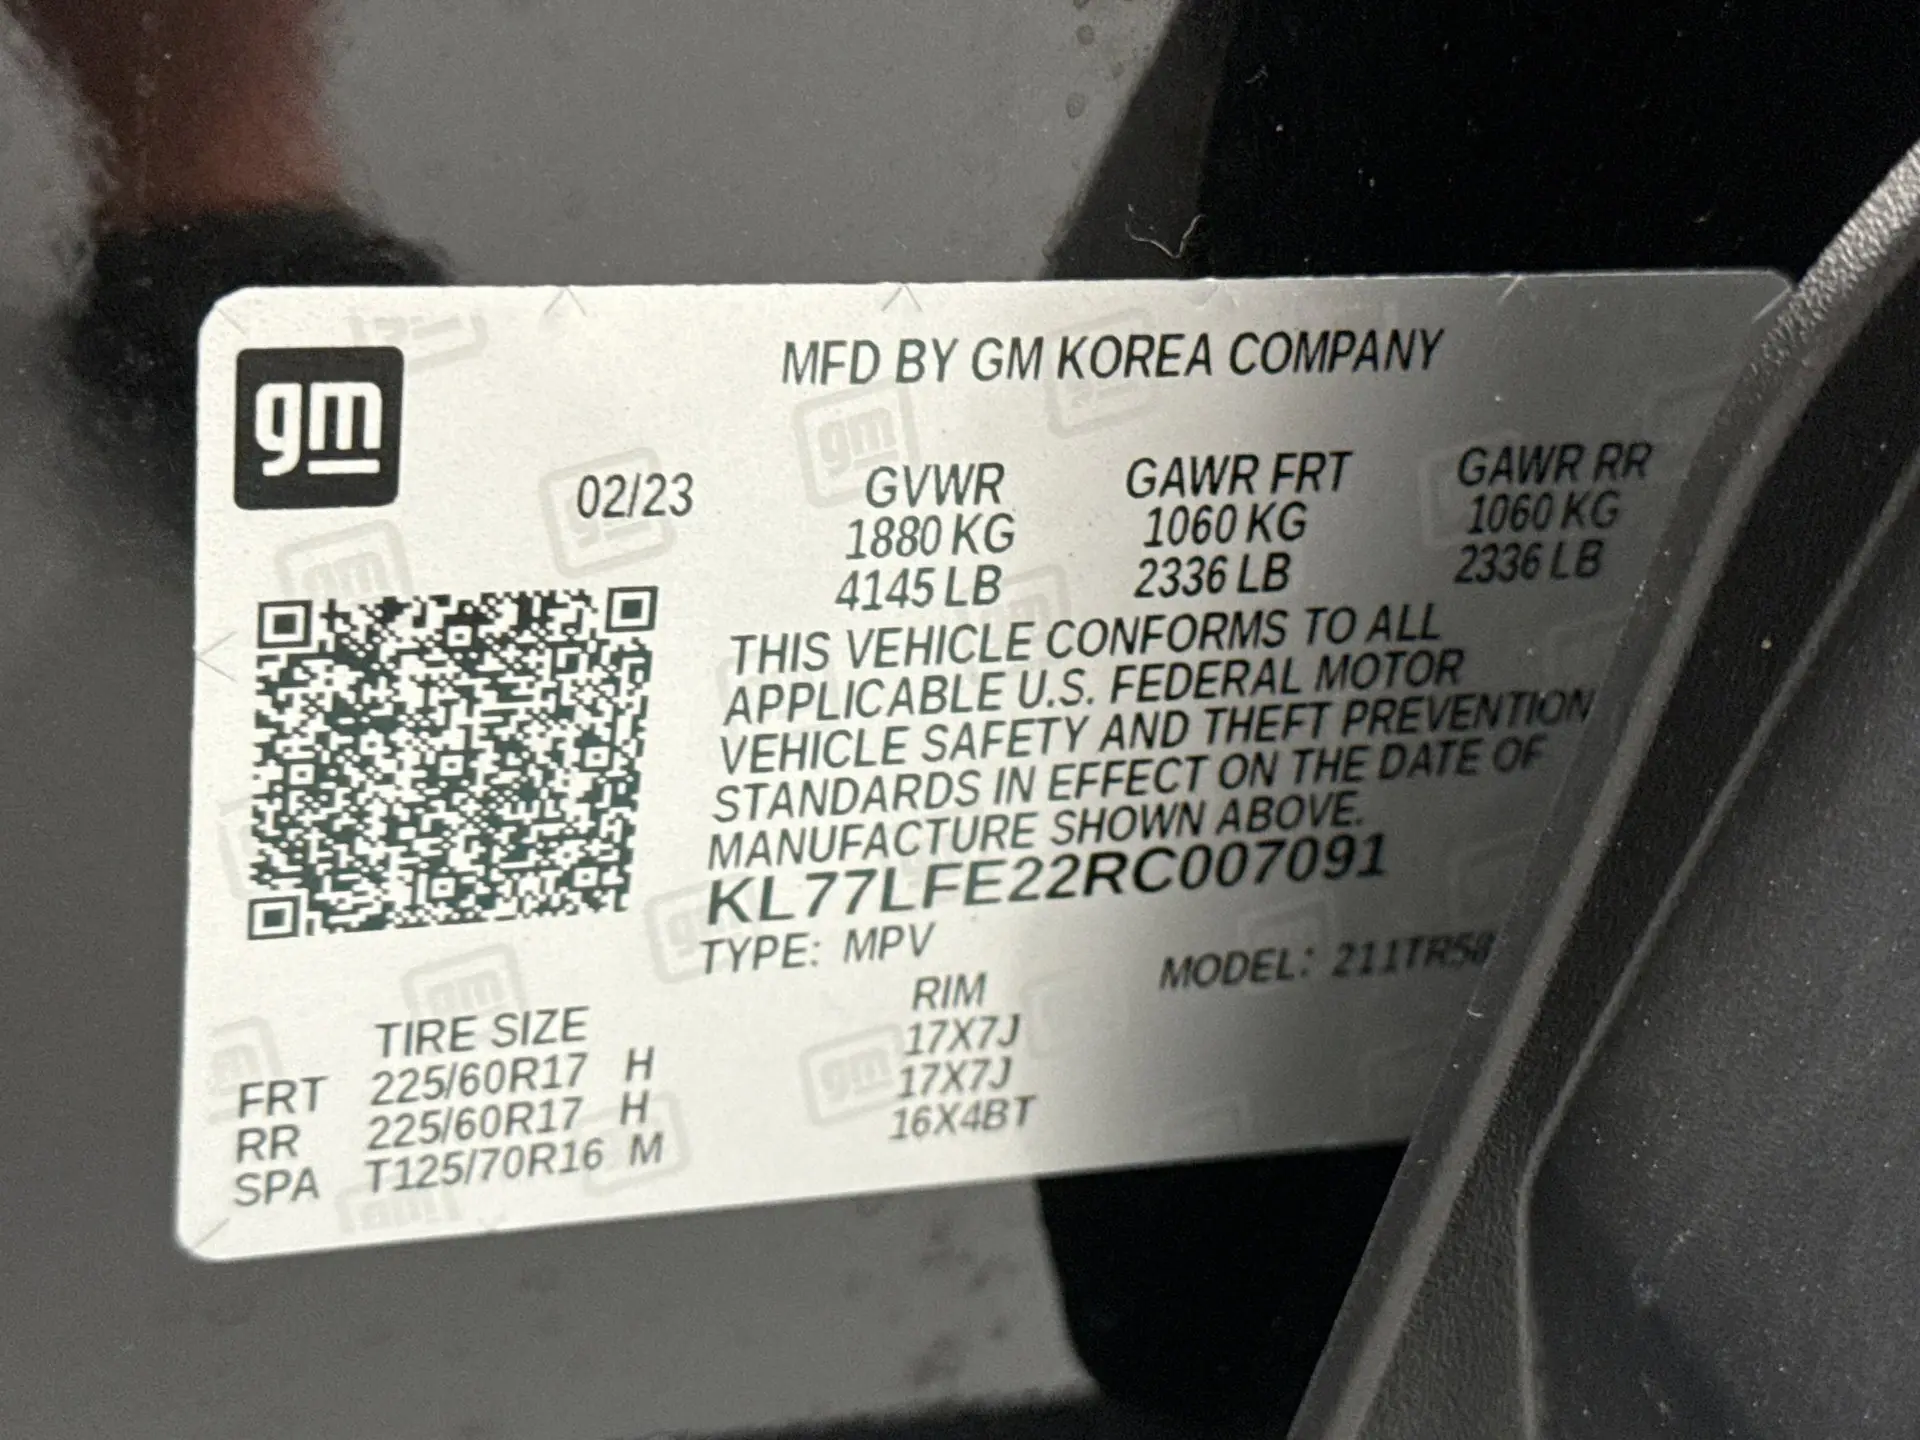 gm
MFD BY GM KOREA COMPANY
02/23 GVWR GAWR FRT GAWR RR
1880 KG 1060 KG 1060 KG
4145 LB 2336 LB 2336 LB
THIS VEHICLE CONFORMS TO ALL
APPLICABLE U.S. FEDERAL MOTOR
VEHICLE SAFETY AND THEFT PREVENTION
STANDARDS IN EFFECT ON THE DATE OF
MANUFACTURE SHOWN ABOVE.
KL77LFE22RC007091
TYPE: MPV MODEL:
TIRE SIZE RIM
FRT 225/60R17 H 17X7J
RR 225/60R17 H 17X7J
SPA T125/70R16 M 16X4BT